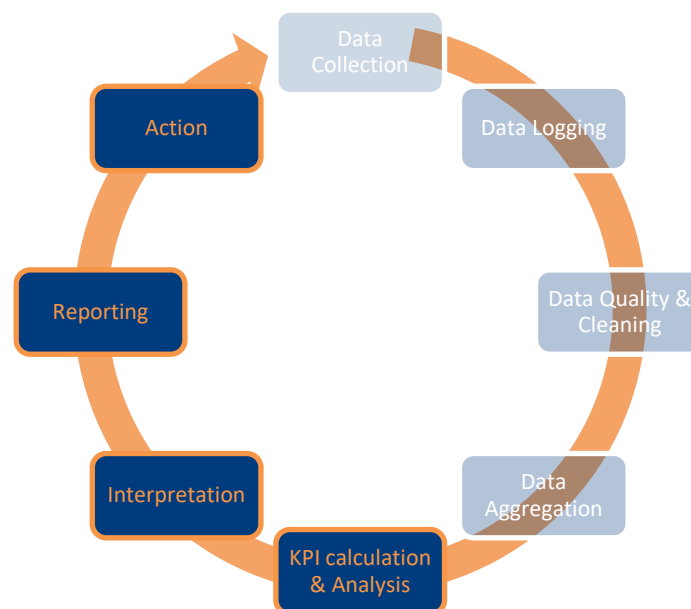 Data
Collection
Data Logging
Data Quality &
Cleaning
Data
Aggregation
KPI calculation
& Analysis
Interpretation
Reporting
Action